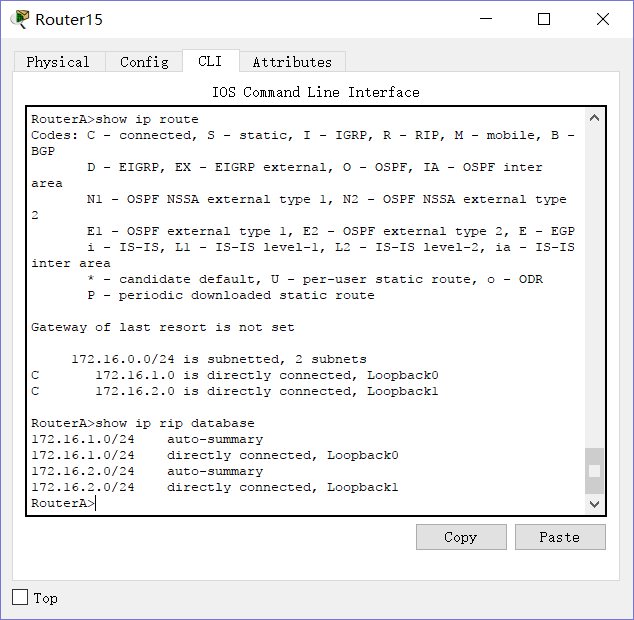 Router15
Physical Config CLI Attributes
IOS Command Line Interface
RouterA>show ip route
Codes: C - connected, S - static, I - IGRP, R - RIP, M - mobile, B -
BGP
D - EIGRP, EX - EIGRP external, O - OSPF, IA - OSPF inter
area
N1 - OSPF NSSA external type 1, N2 - OSPF NSSA external type
2
E1 - OSPF external type 1, E2 - OSPF external type 2, E - EGP
i - IS-IS, L1 - IS-IS level-1, L2 - IS-IS level-2, ia - IS-IS
inter area
* - candidate default, U - per-user static route, o - ODR
P - periodic downloaded static route
Gateway of last resort is not set
172.16.0.0/24 is subnetted, 2 subnets
C 172.16.1.0 is directly connected, Loopback0
C 172.16.2.0 is directly connected, Loopback1
RouterA>show ip rip database
172.16.1.0/24 auto-summary
172.16.1.0/24 directly connected, Loopback0
172.16.2.0/24 auto-summary
172.16.2.0/24 directly connected, Loopback1
RouterA>
Copy Paste
Top